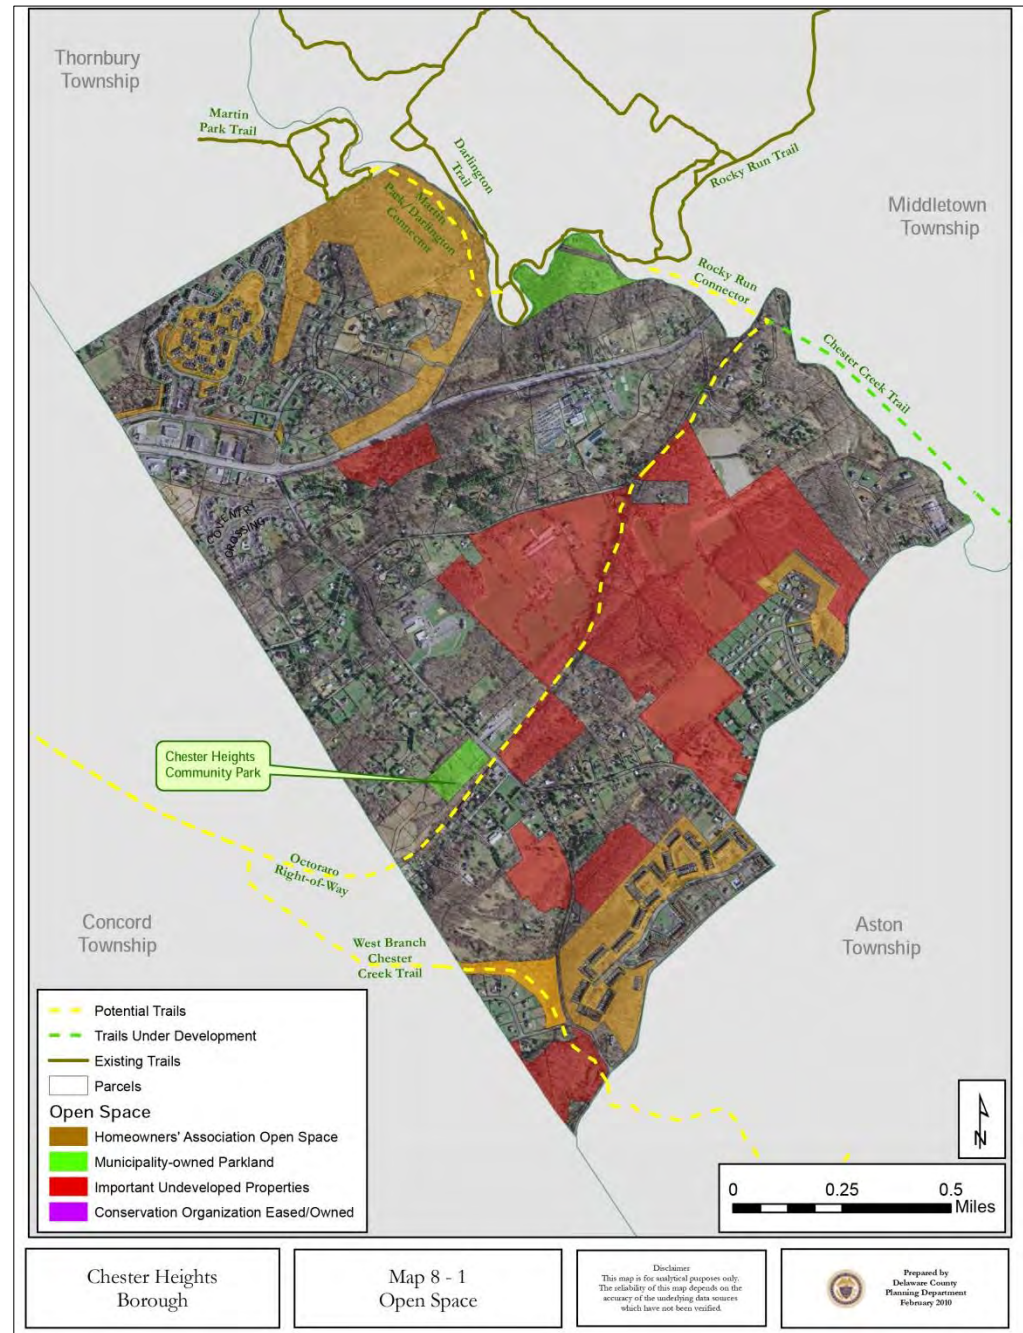 Thornbury
Township
Martin
Park Trail
Darlington
Trail
Rocky Run Trail
Martin
Park/Darlington
Connector
Middletown
Township
Rocky Run
Connector
Chester Creek Trail
COVENTRY
CROSSING
Chester Heights
Community Park
Octoraro
Right-of-Way
Concord
Township
West Branch
Chester
Creek Trail
Aston
Township
Potential Trails
Trails Under Development
Existing Trails
Parcels
Open Space
Homeowners' Association Open Space
Municipality-owned Parkland
Important Undeveloped Properties
Conservation Organization Eased/Owned
N
0 0.25 0.5
Miles
Chester Heights
Borough
Map 8 - 1
Open Space
Disclaimer
This map is for analytical purposes only.
The reliability of this map depends on the
accuracy of the underlying data sources
which have not been verified.
Prepared by
Delaware County
Planning Department
February 2010